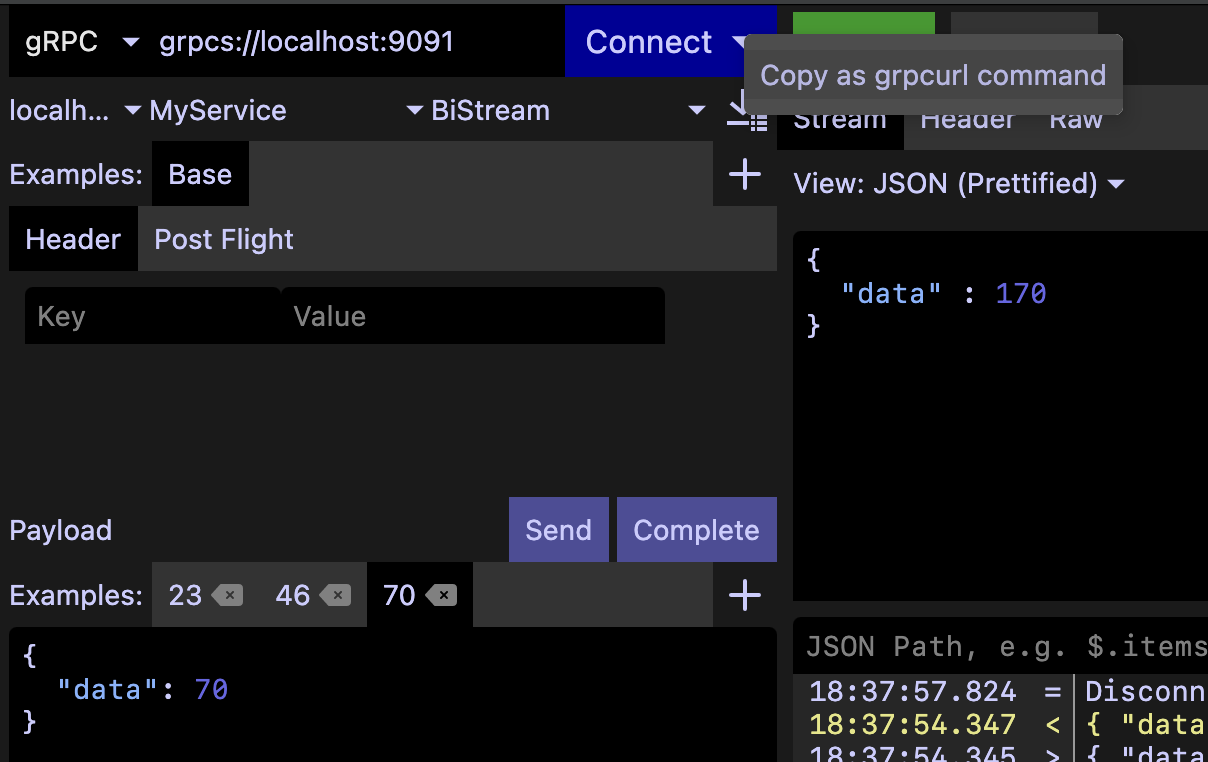 gRPC grpcs://localhost:9091 Connect
Copy as grpcurl command
localh... MyService BiStream
Stream Header Raw
Examples: Base
View: JSON (Prettified)
Header Post Flight
Key Value
{
"data" : 170
}
Payload Send Complete
Examples: 23 46 70
{
"data": 70
}
JSON Path, e.g. $.items
18:37:57.824 = Disconn
18:37:54.347 < { "data
18:37:54.345 > { "data